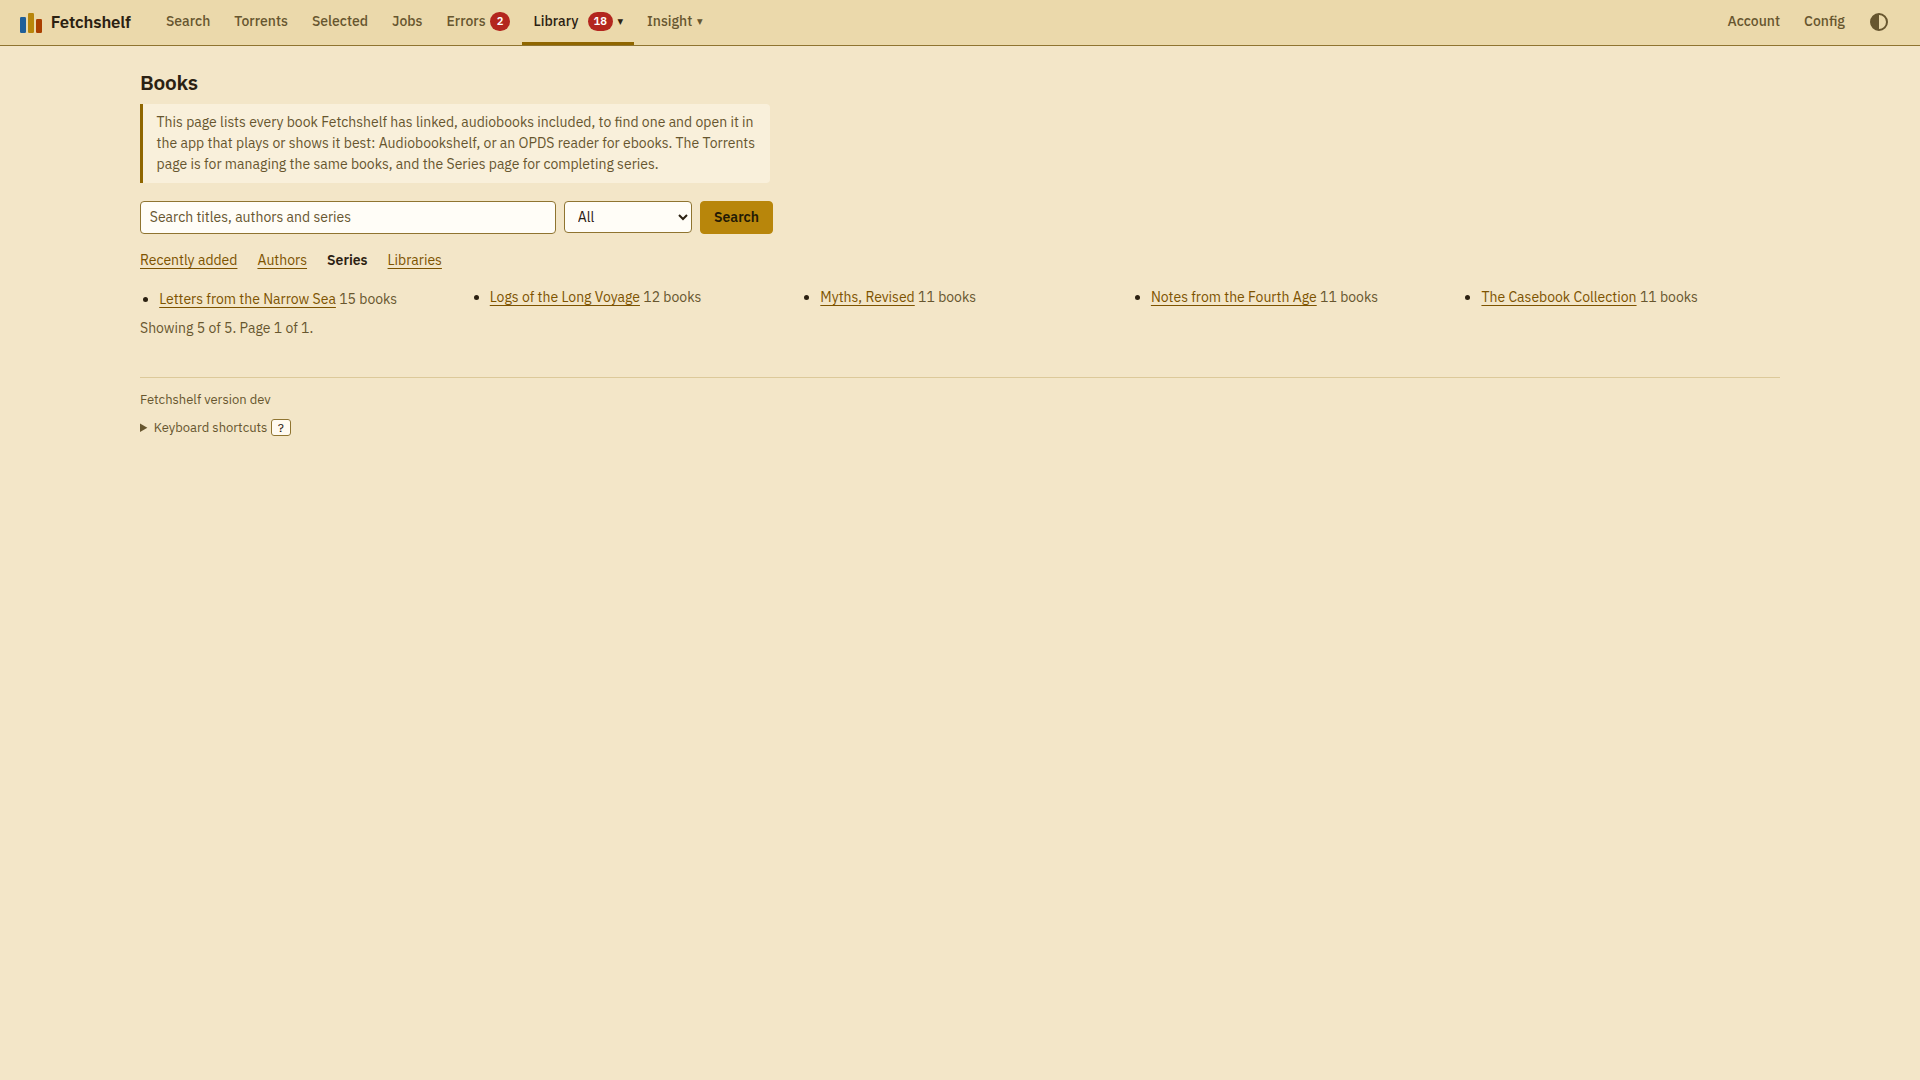 Fetchshelf
Search
Torrents
Selected
Jobs
Errors 2
Library 18 ▾
Insight ▾
Account
Config
Books
This page lists every book Fetchshelf has linked, audiobooks included, to find one and open it in
the app that plays or shows it best: Audiobookshelf, or an OPDS reader for ebooks. The Torrents
page is for managing the same books, and the Series page for completing series.
Search titles, authors and series
All
Search
Recently added
Authors
Series
Libraries
• Letters from the Narrow Sea 15 books
• Logs of the Long Voyage 12 books
• Myths, Revised 11 books
• Notes from the Fourth Age 11 books
• The Casebook Collection 11 books
Showing 5 of 5. Page 1 of 1.
Fetchshelf version dev
▶ Keyboard shortcuts ?